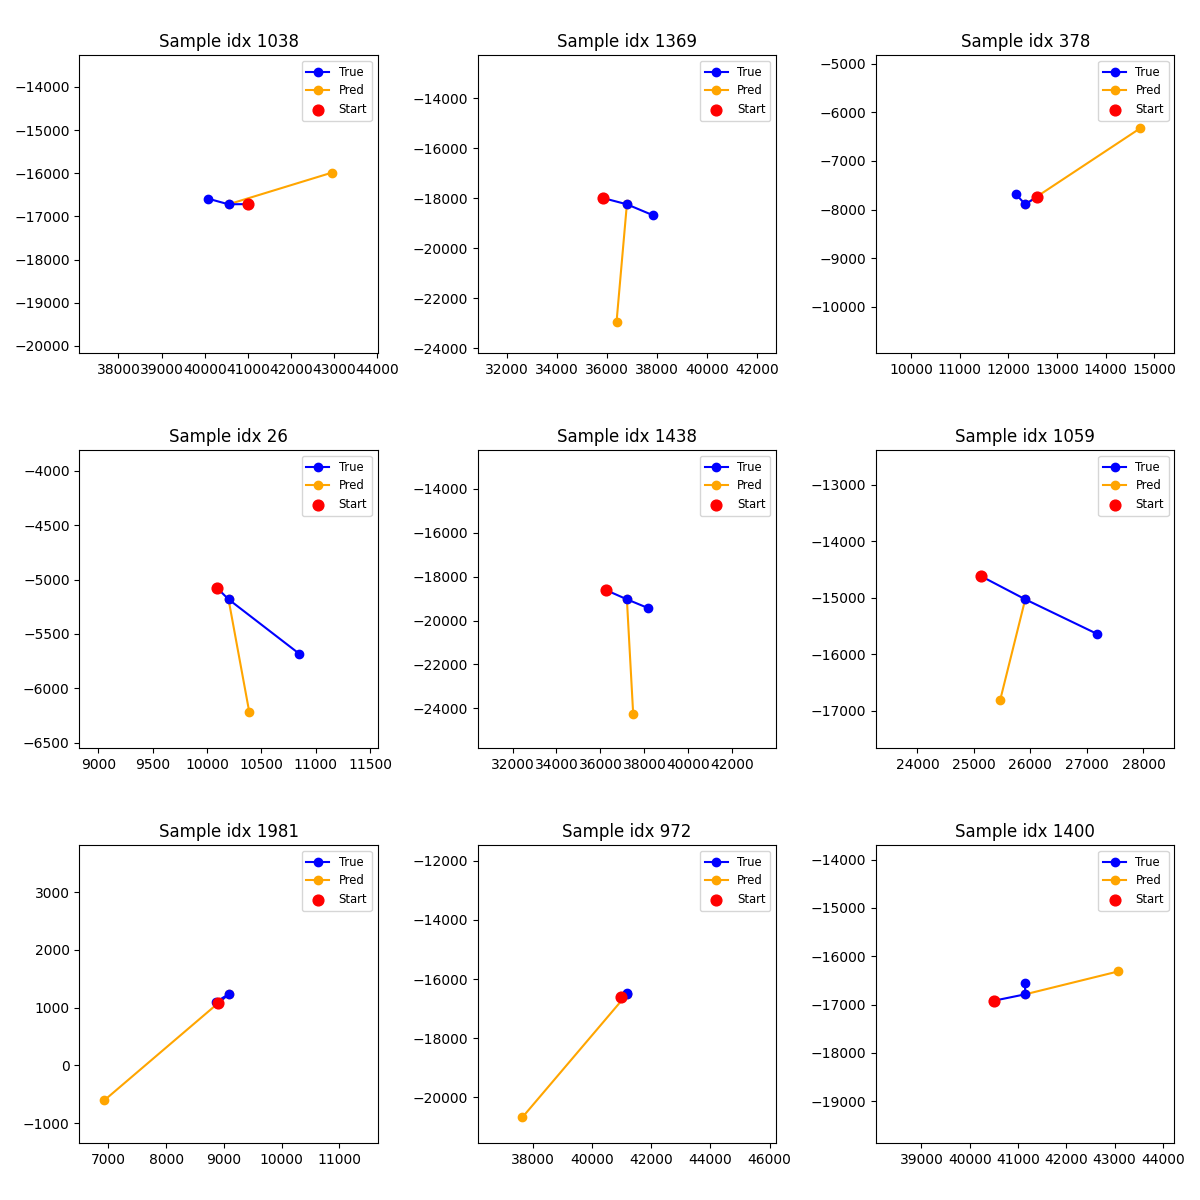 Sample idx 1038
True
Pred
Start
−14000
−15000
−16000
−17000
−18000
−19000
−20000
38000 39000 40000 41000 42000 43000 44000
Sample idx 1369
True
Pred
Start
−14000
−16000
−18000
−20000
−22000
−24000
32000 34000 36000 38000 40000 42000
Sample idx 378
True
Pred
Start
−5000
−6000
−7000
−8000
−9000
−10000
10000 11000 12000 13000 14000 15000
Sample idx 26
True
Pred
Start
−4000
−4500
−5000
−5500
−6000
−6500
9000 9500 10000 10500 11000 11500
Sample idx 1438
True
Pred
Start
−14000
−16000
−18000
−20000
−22000
−24000
32000 34000 36000 38000 40000 42000
Sample idx 1059
True
Pred
Start
−13000
−14000
−15000
−16000
−17000
24000 25000 26000 27000 28000
Sample idx 1981
True
Pred
Start
3000
2000
1000
0
−1000
7000 8000 9000 10000 11000
Sample idx 972
True
Pred
Start
−12000
−14000
−16000
−18000
−20000
38000 40000 42000 44000 46000
Sample idx 1400
True
Pred
Start
−14000
−15000
−16000
−17000
−18000
−19000
39000 40000 41000 42000 43000 44000